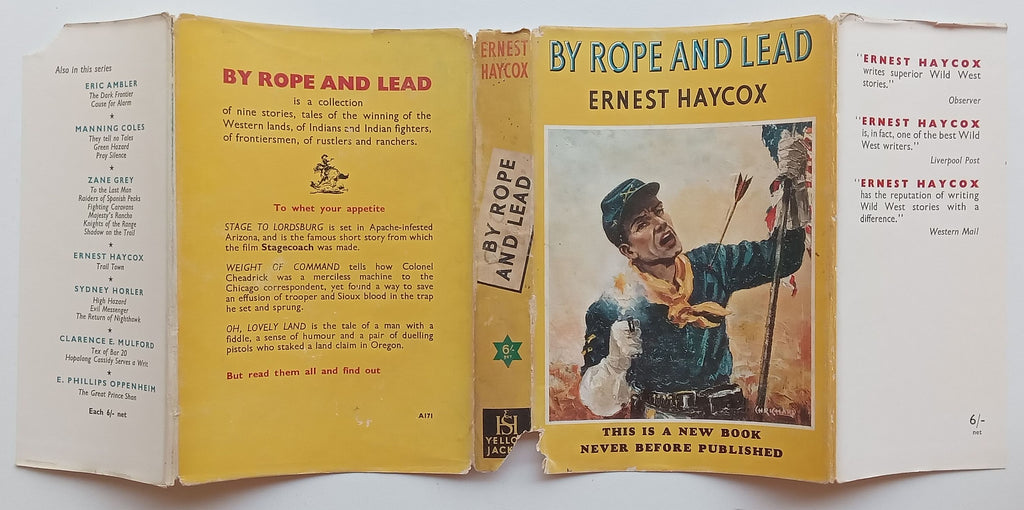 Also in this series
ERIC AMBLER
The Dark Frontier
Cause for Alarm
★
MANNING COLES
They tell no Tales
Green Hazard
Pray Silence
★
ZANE GREY
To the Last Man
Raiders of Spanish Peaks
Fighting Caravans
Majesty's Rancho
Knights of the Range
Shadow on the Trail
★
ERNEST HAYCOX
Trail Town
★
SYDNEY HORLER
High Hazard
Evil Messenger
The Return of Nighthawk
★
CLARENCE E. MULFORD
Tex of Bar 20
Hopalong Cassidy Serves a Writ
★
E. PHILLIPS OPPENHEIM
The Great Prince Shan
Each 6/- net
BY ROPE AND LEAD
is a collection
of nine stories, tales of the winning of the
Western lands, of Indians and Indian fighters,
of frontiersmen, of rustlers and ranchers.
To whet your appetite
STAGE TO LORDSBURG is set in Apache-infested
Arizona, and is the famous short story from which
the film Stagecoach was made.
WEIGHT OF COMMAND tells how Colonel
Cheadrick was a merciless machine to the
Chicago correspondent, yet found a way to save
an effusion of trooper and Sioux blood in the trap
he set and sprung.
OH, LOVELY LAND is the tale of a man with a
fiddle, a sense of humour and a pair of duelling
pistols who staked a land claim in Oregon.
But read them all and find out
A171
ERNEST
HAYCOX
BY ROPE
AND LEAD
6/-
net
H&S
YELLO
JACK
BY ROPE AND LEAD
ERNEST HAYCOX
THIS IS A NEW BOOK
NEVER BEFORE PUBLISHED
"ERNEST HAYCOX
writes superior Wild West
stories."
Observer
"ERNEST HAYCOX
is, in fact, one of the best Wild
West writers."
Liverpool Post
"ERNEST HAYCOX
has the reputation of writing
Wild West stories with a
difference."
Western Mail
6/-
net